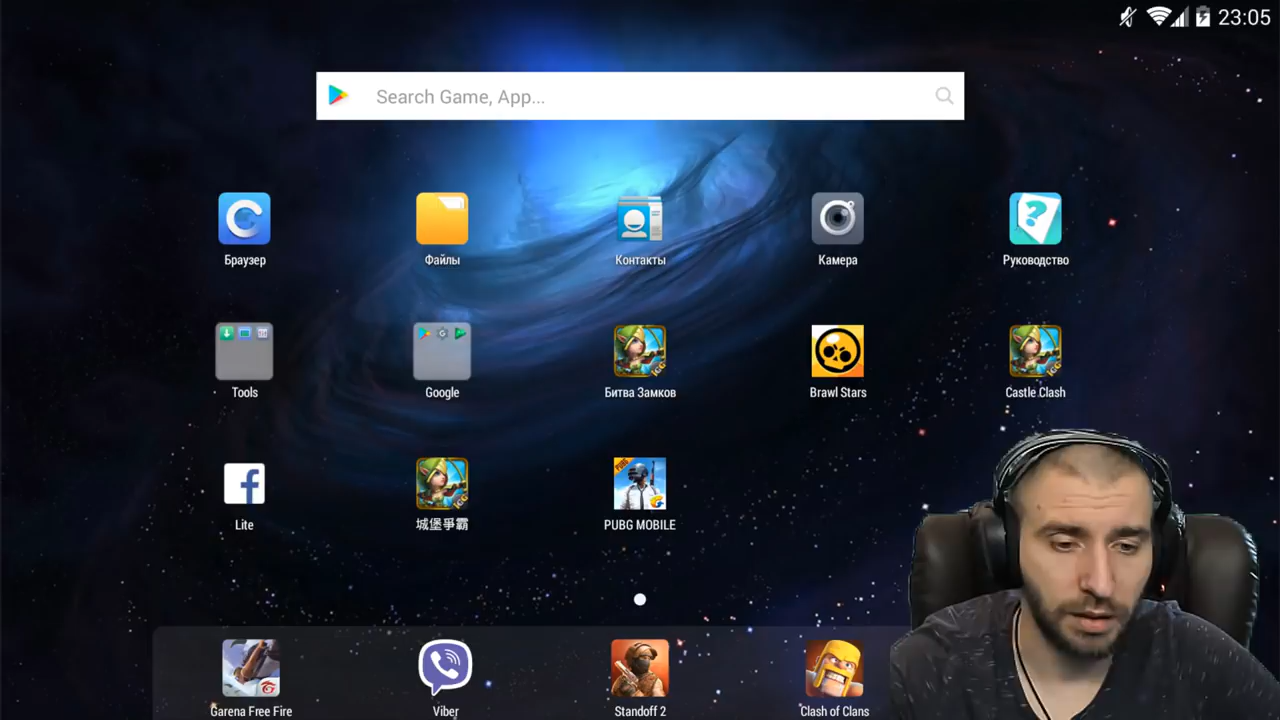 23:05
Search Game, App...
Браузер
Файлы
Контакты
Камера
Руководство
Tools
Google
Битва Замков
Brawl Stars
Castle Clash
Lite
城堡爭霸
PUBG MOBILE
Garena Free Fire
Viber
Standoff 2
Clash of Clans